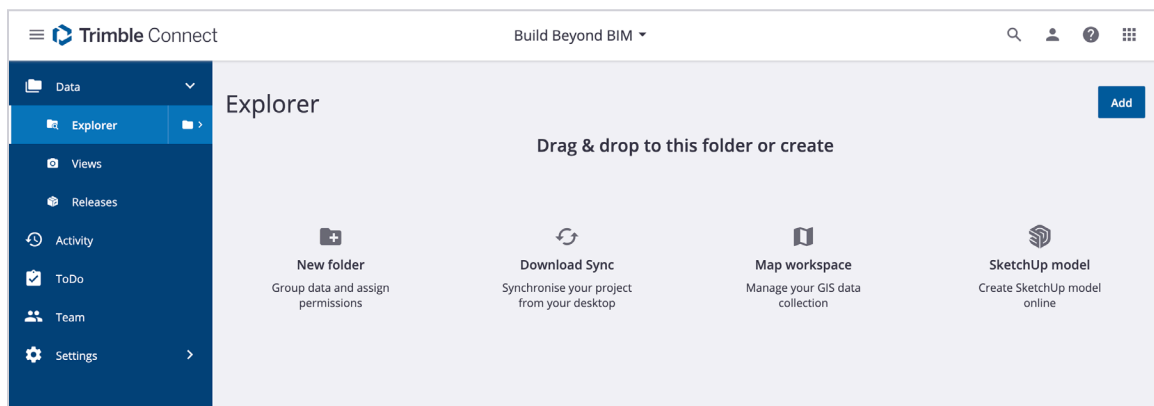 Trimble Connect
Build Beyond BIM
Data
Explorer
Views
Releases
Activity
ToDo
Team
Settings
Explorer
Add
Drag & drop to this folder or create
New folder
Group data and assign
permissions
Download Sync
Synchronise your project
from your desktop
Map workspace
Manage your GIS data
collection
SketchUp model
Create SketchUp model
online